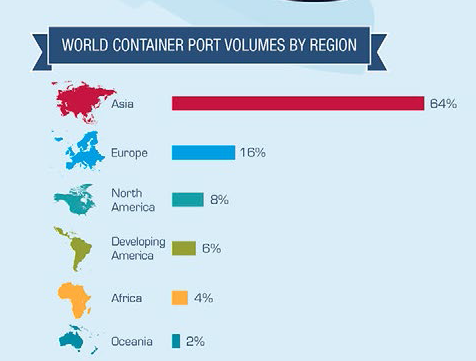 WORLD CONTAINER PORT VOLUMES BY REGION
Asia 64%
Europe 16%
North
America 8%
Developing
America 6%
Africa 4%
Oceania 2%